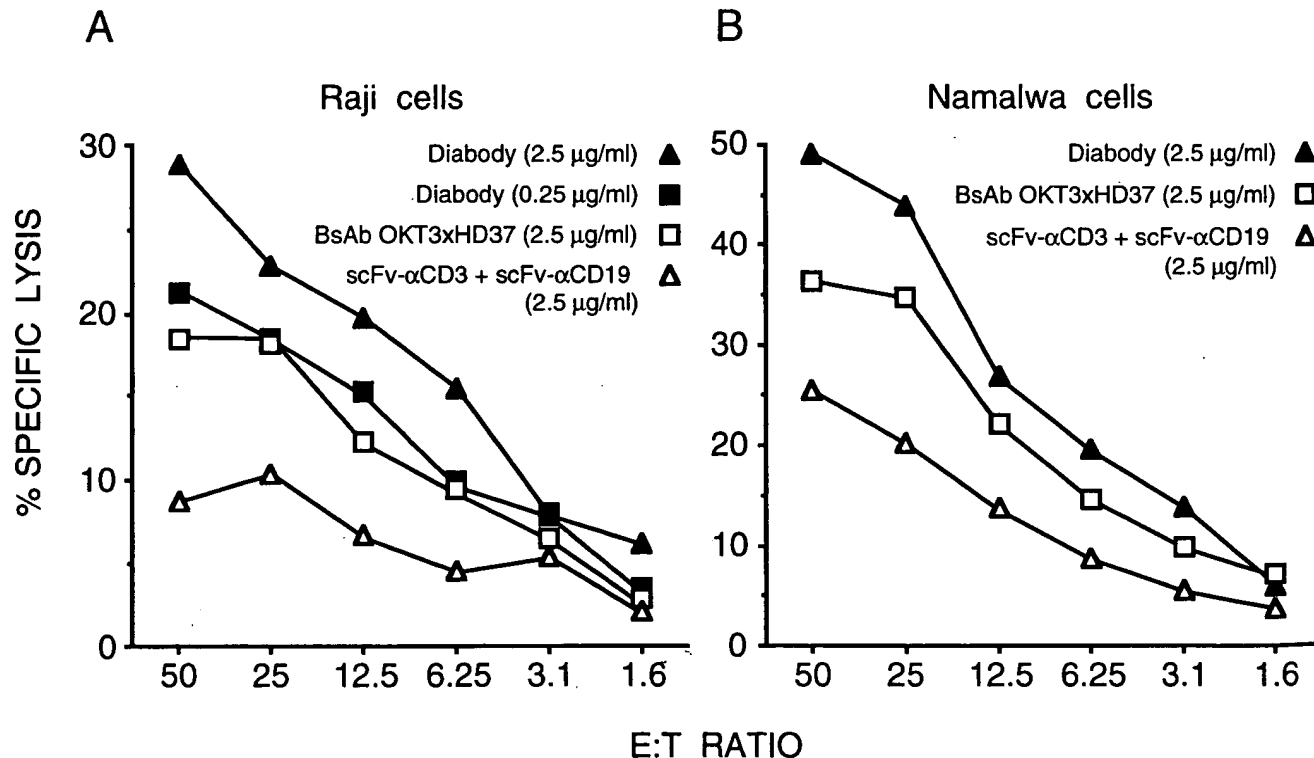 A
Raji cells
30
20
10
0
% SPECIFIC LYSIS
Diabody (2.5 μg/ml)
Diabody (0.25 μg/ml)
BsAb OKT3xHD37 (2.5 μg/ml)
scFv-αCD3 + scFv-αCD19
(2.5 μg/ml)
50 25 12.5 6.25 3.1 1.6
B
Namalwa cells
50
40
30
20
10
0
Diabody (2.5 μg/ml)
BsAb OKT3xHD37 (2.5 μg/ml)
scFv-αCD3 + scFv-αCD19
(2.5 μg/ml)
50 25 12.5 6.25 3.1 1.6
E:T RATIO